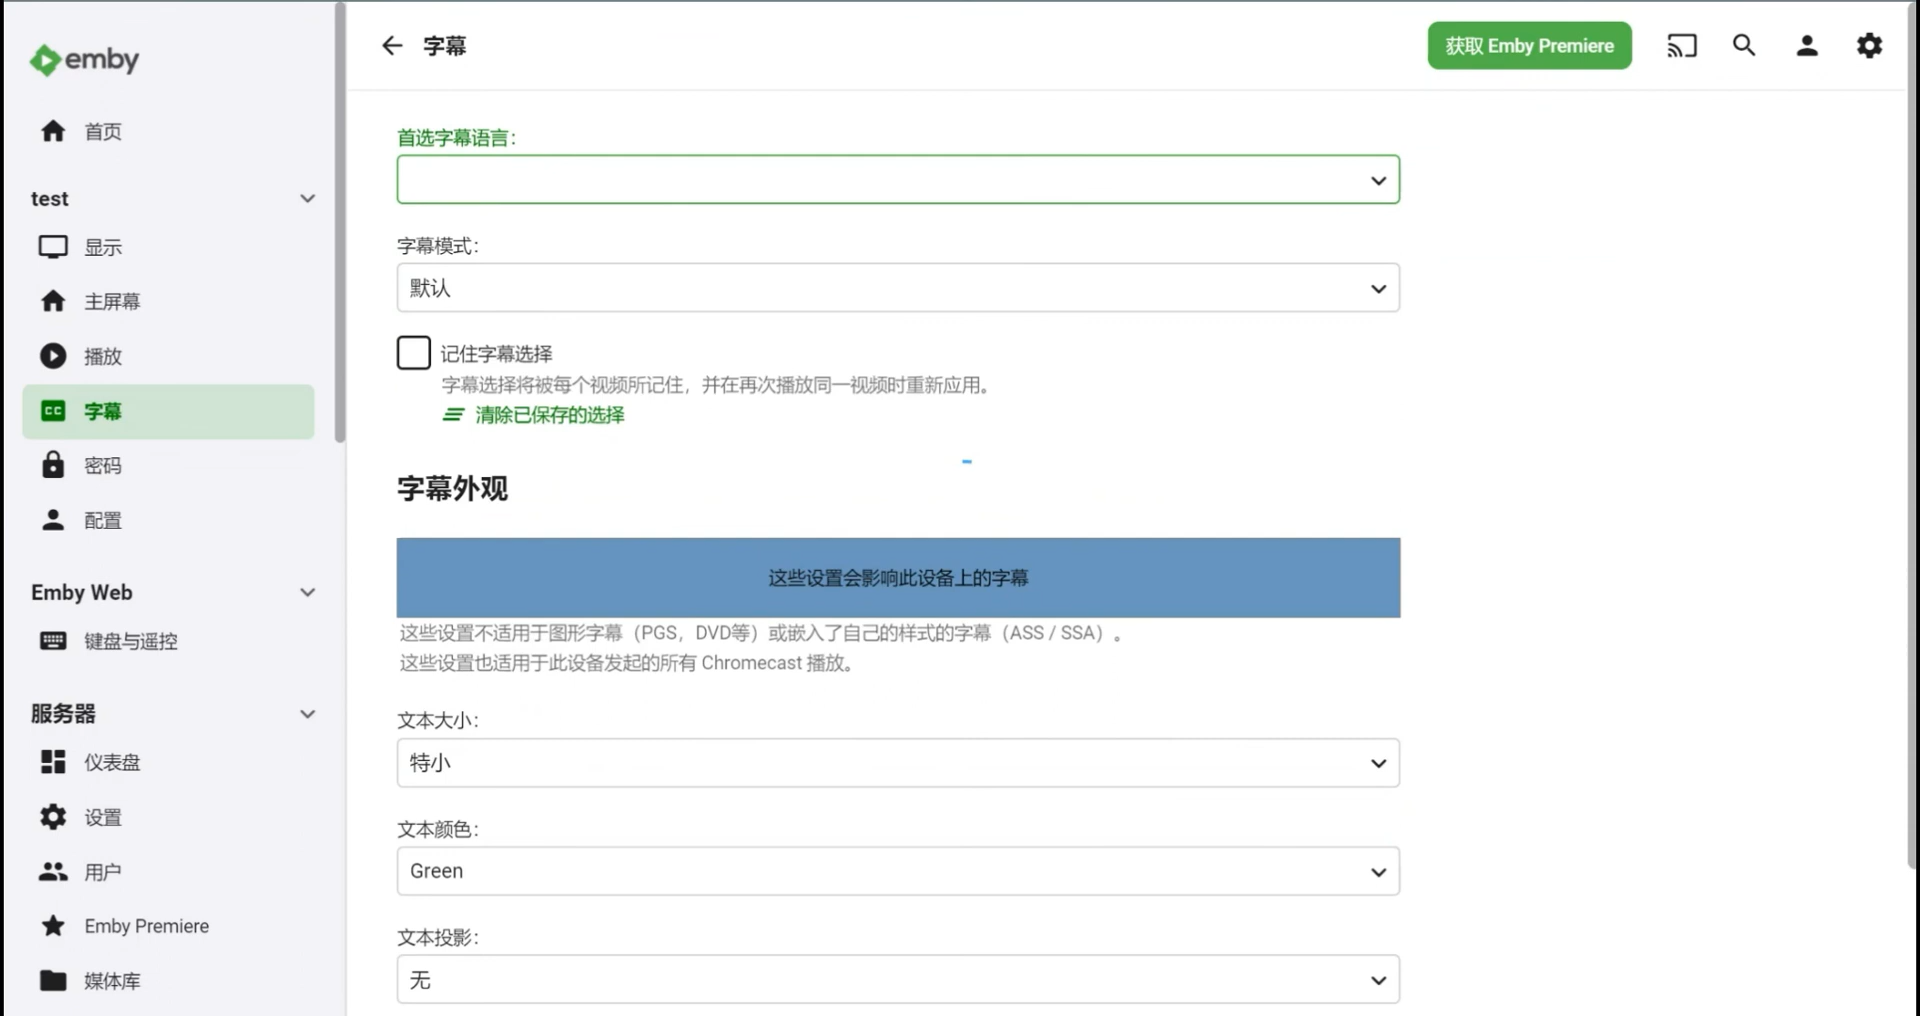 emby
首页
test
显示
主屏幕
播放
CC 字幕
密码
配置
Emby Web
键盘与遥控
服务器
仪表盘
设置
用户
Emby Premiere
媒体库
字幕
获取 Emby Premiere
首选字幕语言:
字幕模式:
默认
记住字幕选择
字幕选择将被每个视频所记住，并在再次播放同一视频时重新应用。
清除已保存的选择
字幕外观
这些设置会影响此设备上的字幕
这些设置不适用于图形字幕（PGS，DVD等）或嵌入了自己的样式的字幕（ASS / SSA）。
这些设置也适用于此设备发起的所有 Chromecast 播放。
文本大小:
特小
文本颜色:
Green
文本投影:
无